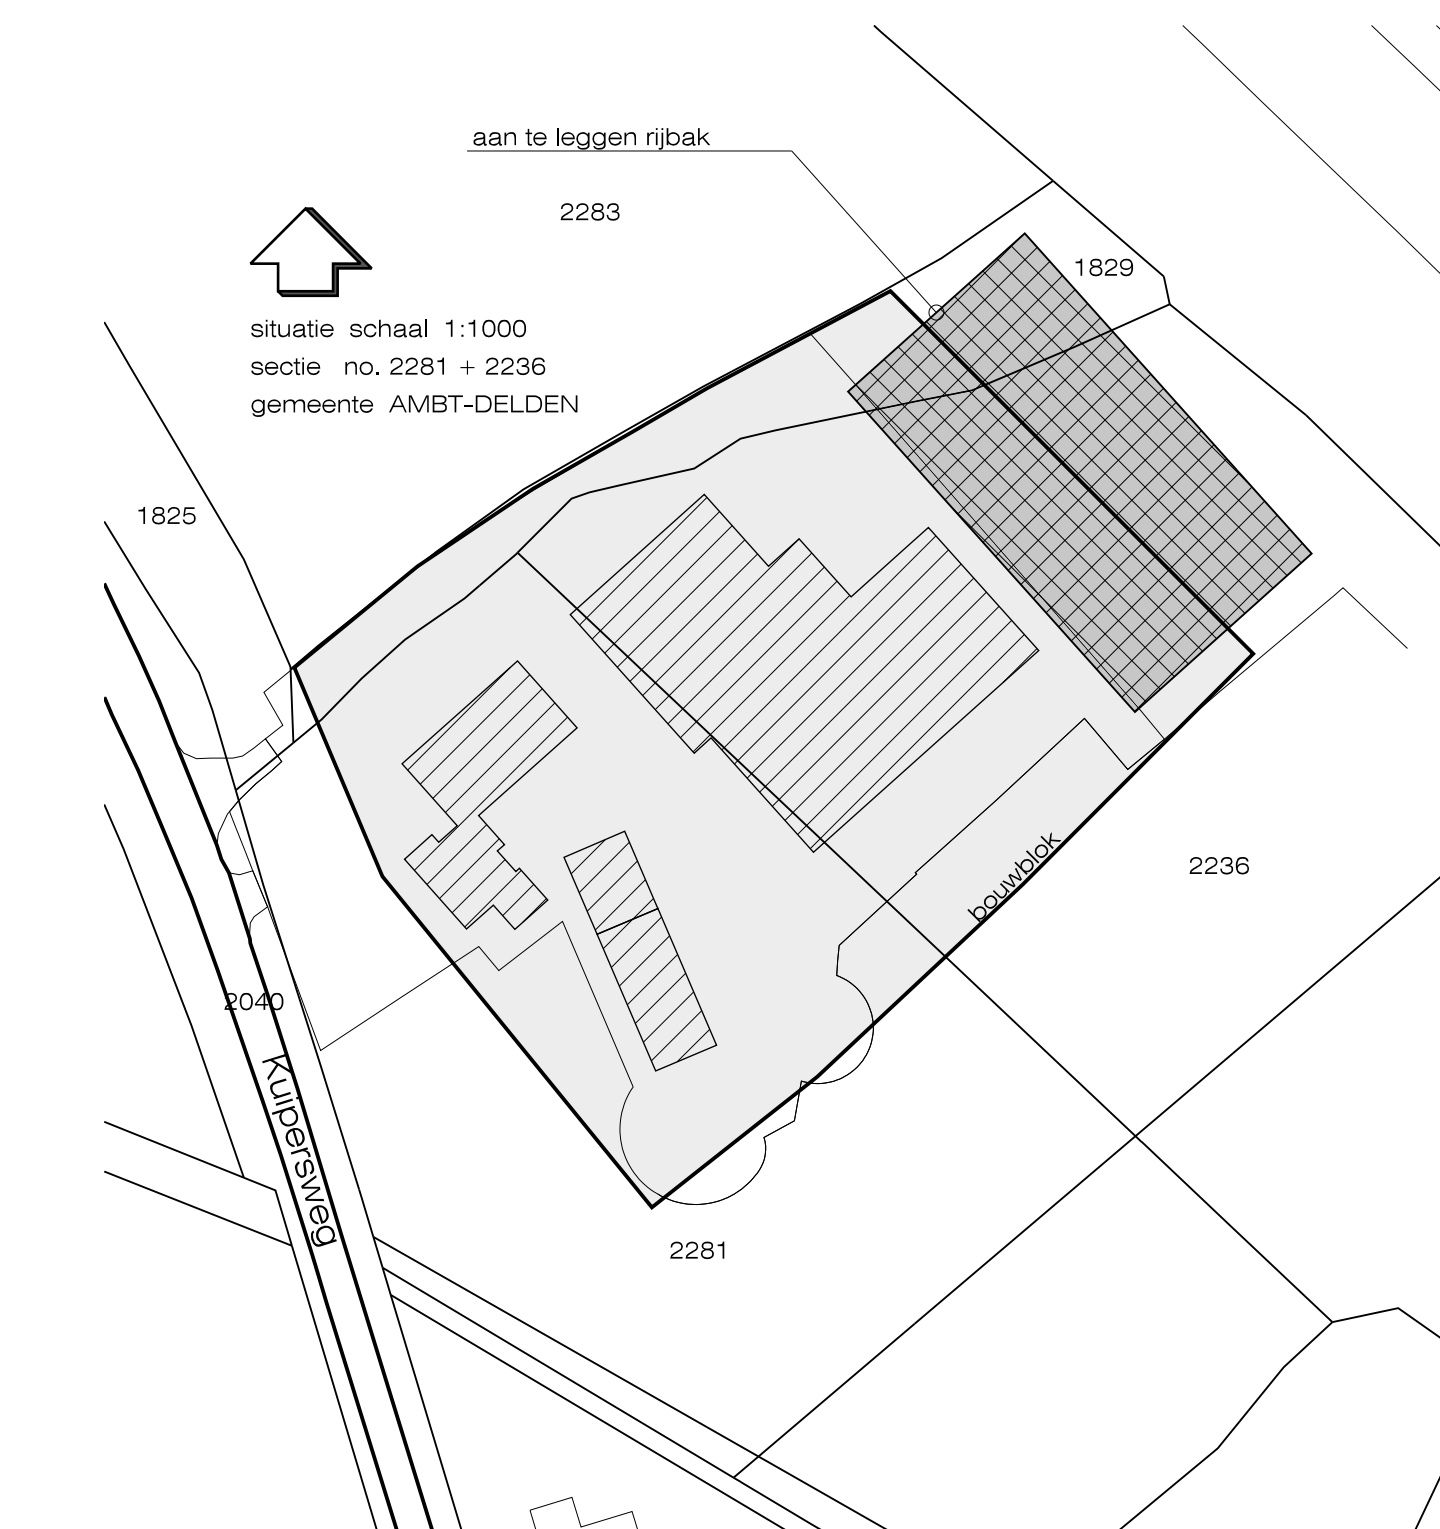 aan te leggen rijbak
2283
1829
situatie schaal 1:1000
sectie no. 2281 + 2236
gemeente AMBT-DELDEN
1825
bouwblok
2236
2040
Kuipersweg
2281